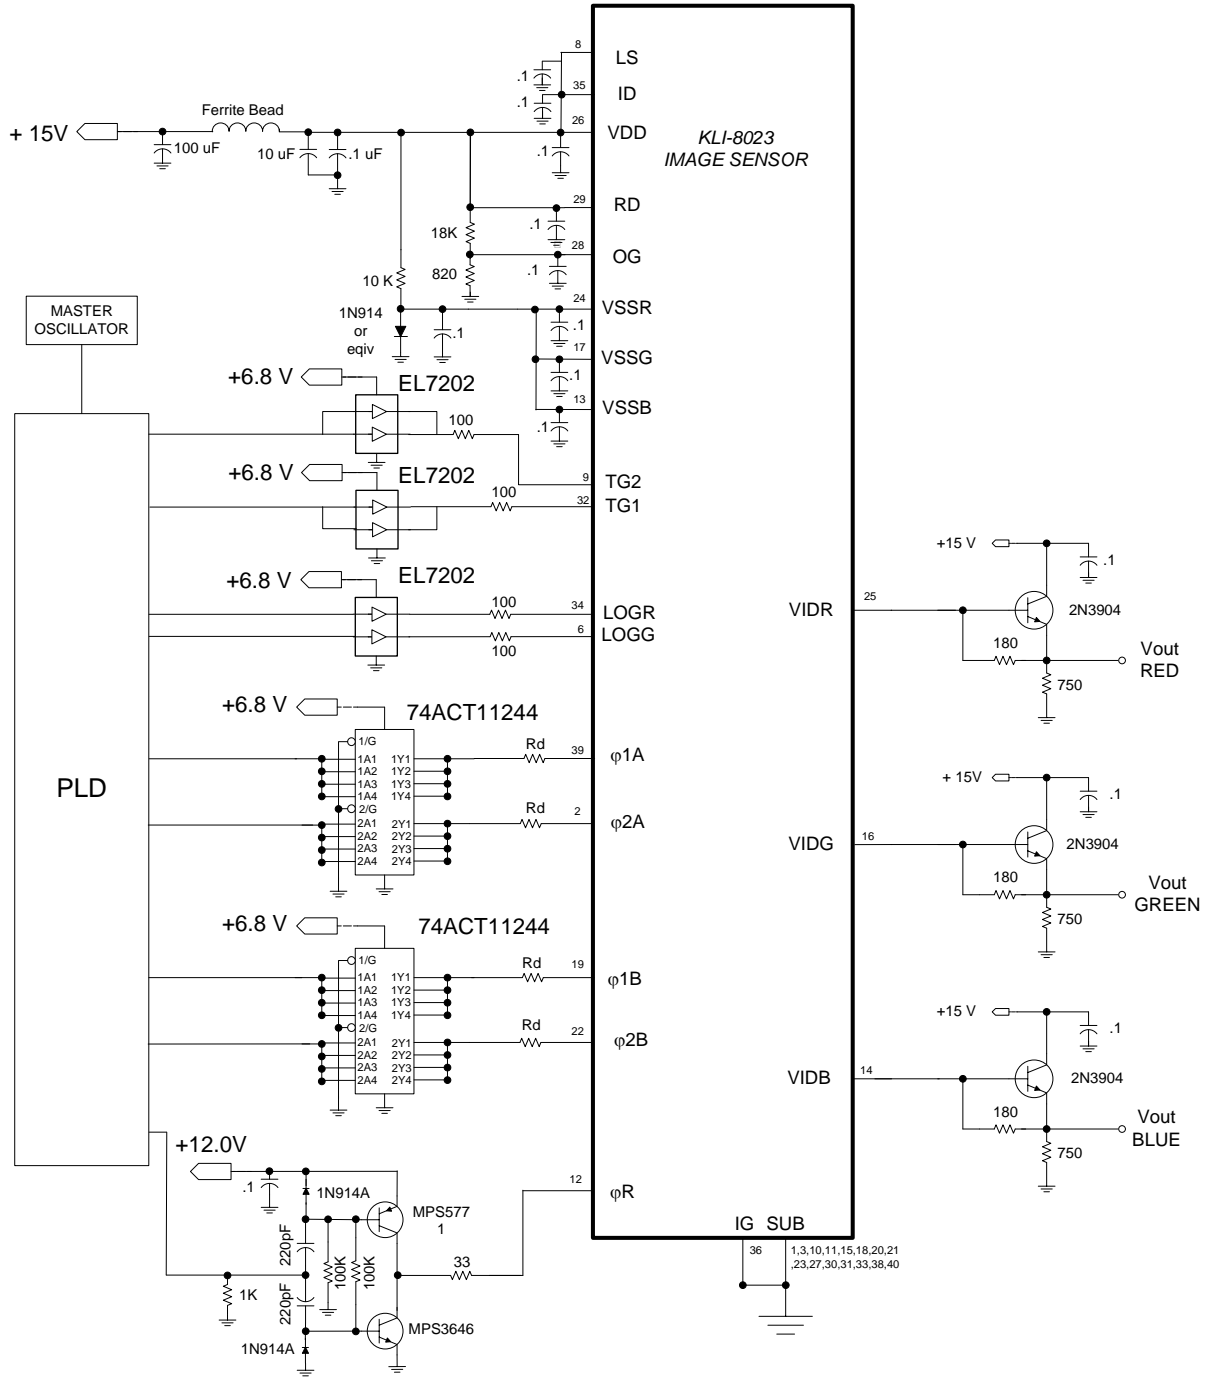 8
LS
.1
35
ID
.1
Ferrite Bead
+ 15V
26
VDD
KLI-8023
IMAGE SENSOR
100 uF
10 uF
.1 uF
.1
29
RD
.1
18K
28
OG
.1
820
10 K
24
VSSR
1N914
or
eqiv
.1
.1
17
VSSG
.1
13
VSSB
.1
MASTER
OSCILLATOR
+6.8 V
EL7202
100
9
TG2
+6.8 V
EL7202
100
32
TG1
+6.8 V
EL7202
100
34
LOGR
6
LOGG
100
PLD
+6.8 V
74ACT11244
1/G
1A1
1A2
1A3
1A4
2/G
2A1
2A2
2A3
2A4
1Y1
1Y2
1Y3
1Y4
2Y1
2Y2
2Y3
2Y4
Rd
39
φ1A
Rd
2
φ2A
+6.8 V
74ACT11244
1/G
1A1
1A2
1A3
1A4
2/G
2A1
2A2
2A3
2A4
1Y1
1Y2
1Y3
1Y4
2Y1
2Y2
2Y3
2Y4
Rd
19
φ1B
Rd
22
φ2B
+12.0V
.1
1N914A
MPS577
1
12
φR
220pF
100K
100K
33
1K
220pF
MPS3646
1N914A
IG
SUB
36
1,3,10,11,15,18,20,21
,23,27,30,31,33,38,40
+15 V
.1
VIDR
25
2N3904
180
Vout
RED
750
+ 15V
.1
VIDG
16
2N3904
180
Vout
GREEN
750
+15 V
.1
VIDB
14
2N3904
180
Vout
BLUE
750